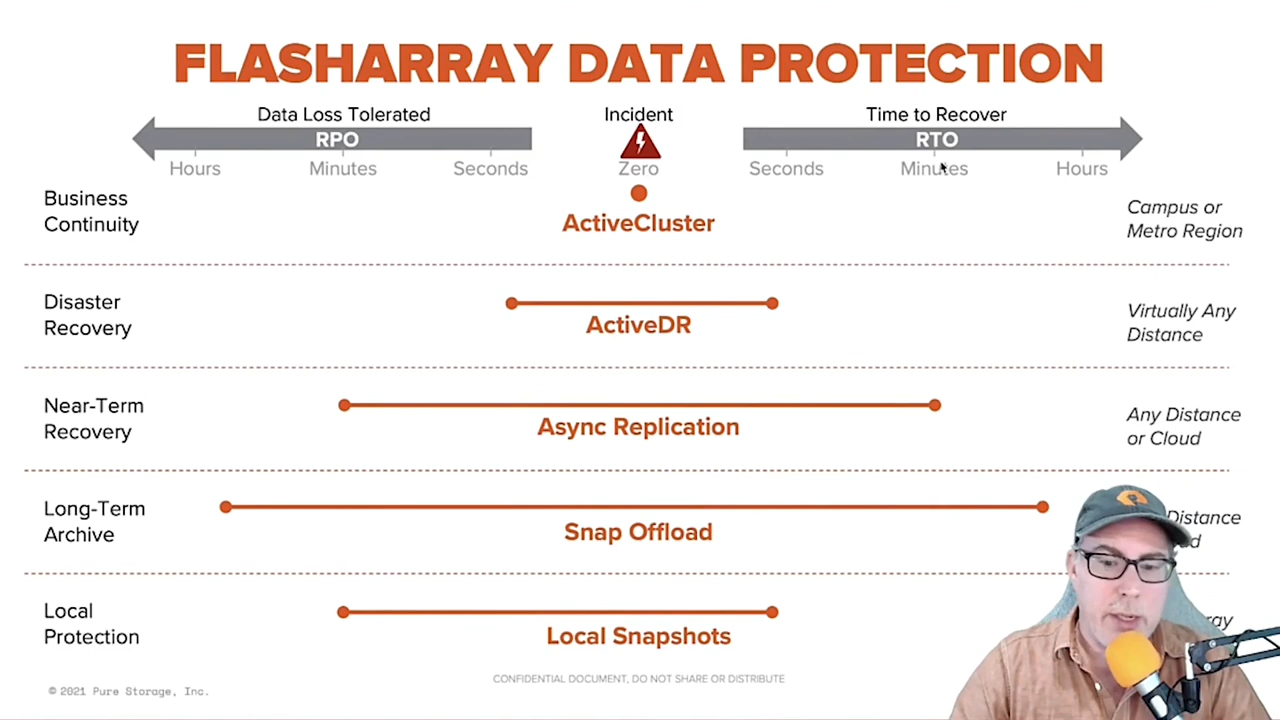 FLASHARRAY DATA PROTECTION
Data Loss Tolerated
Incident
Time to Recover
RPO
RTO
Hours
Minutes
Seconds
Zero
Seconds
Minutes
Hours
Business
Continuity
ActiveCluster
Campus or
Metro Region
Disaster
Recovery
ActiveDR
Virtually Any
Distance
Near-Term
Recovery
Async Replication
Any Distance
or Cloud
Long-Term
Archive
Snap Offload
Distance
Local
Protection
Local Snapshots
CONFIDENTIAL DOCUMENT, DO NOT SHARE OR DISTRIBUTE
© 2021 Pure Storage, Inc.